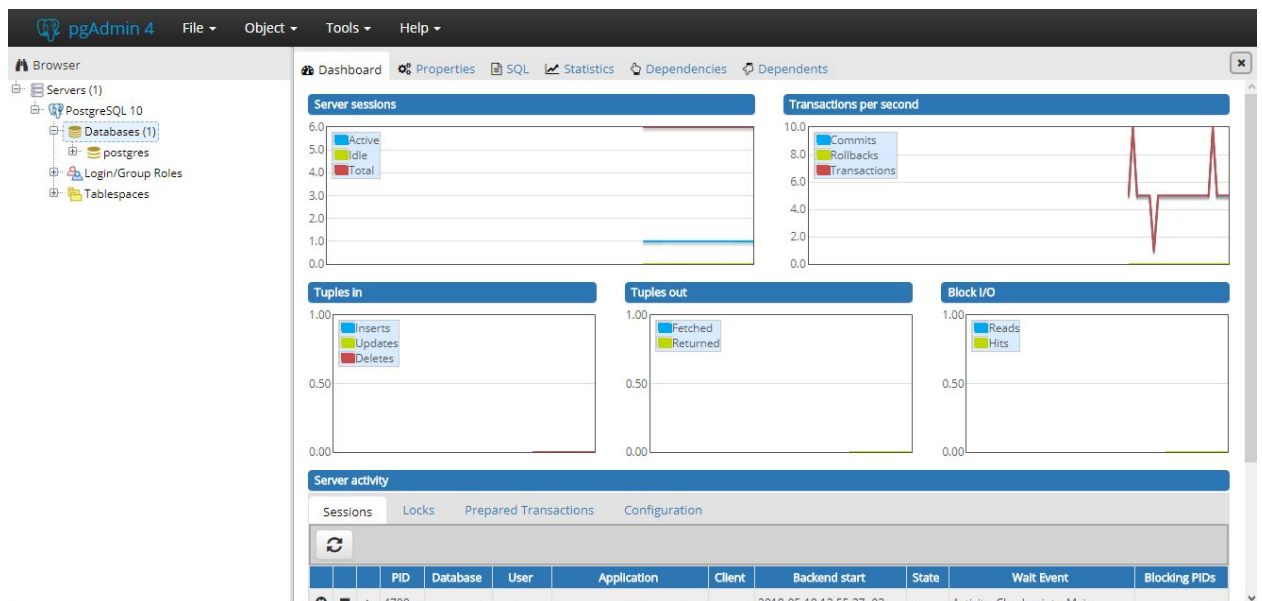 pgAdmin 4 File Object Tools Help
Browser
Servers (1)
PostgreSQL 10
Databases (1)
postgres
Login/Group Roles
Tablespaces
Dashboard Properties SQL Statistics Dependencies Dependents
Server sessions
6.0
5.0
4.0
3.0
2.0
1.0
0.0
Active
Idle
Total
Transactions per second
10.0
8.0
6.0
4.0
2.0
0.0
Commits
Rollbacks
Transactions
Tuples in
1.00
0.50
0.00
Inserts
Updates
Deletes
Tuples out
1.00
0.50
0.00
Fetched
Returned
Block I/O
1.00
0.50
0.00
Reads
Hits
Server activity
Sessions Locks Prepared Transactions Configuration
PID Database User Application Client Backend start State Wait Event Blocking PIDs